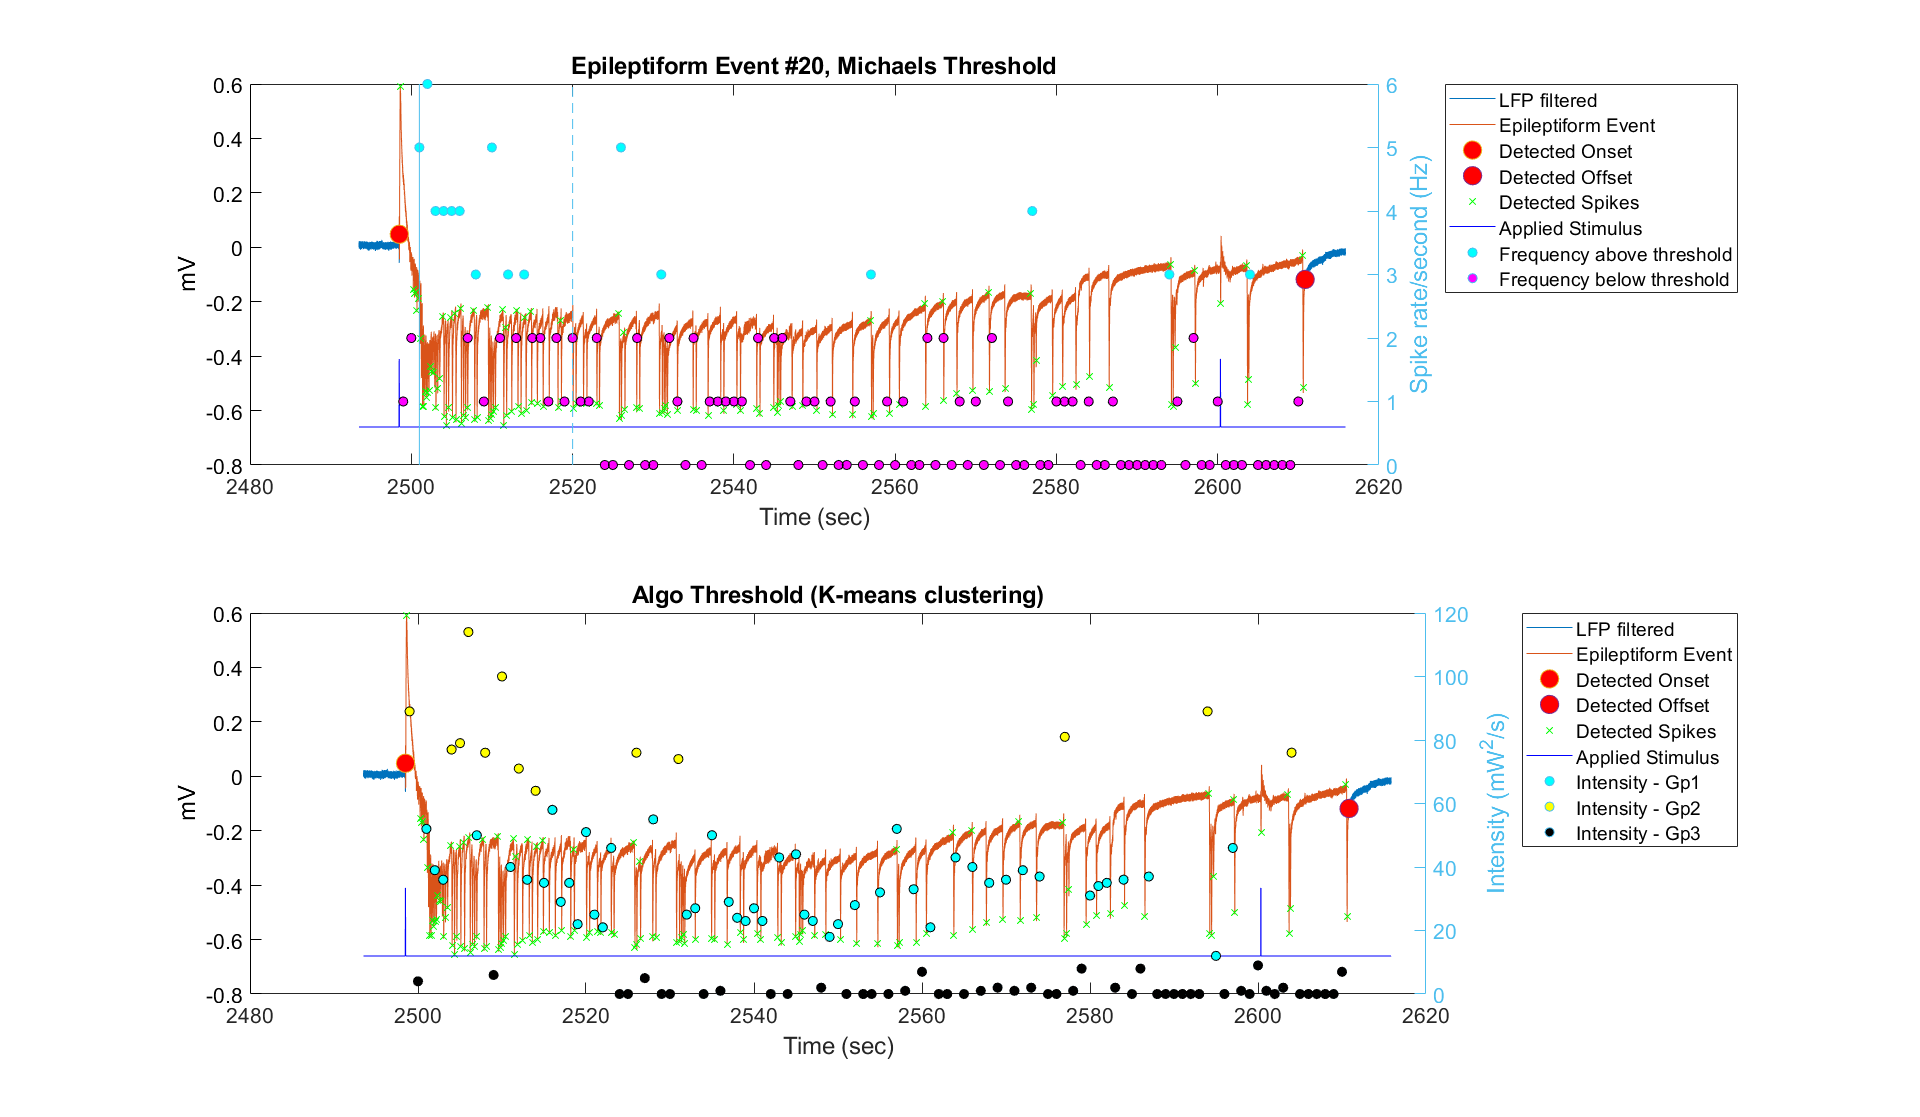 Epileptiform Event #20, Michaels Threshold
0.6
0.4
0.2
0
-0.2
-0.4
-0.6
-0.8
mV
2480
2500
2520
2540
2560
2580
2600
2620
Time (sec)
6
5
4
3
2
1
0
Spike rate/second (Hz)
LFP filtered
Epileptiform Event
Detected Onset
Detected Offset
Detected Spikes
Applied Stimulus
Frequency above threshold
Frequency below threshold
Algo Threshold (K-means clustering)
0.6
0.4
0.2
0
-0.2
-0.4
-0.6
-0.8
mV
2480
2500
2520
2540
2560
2580
2600
2620
Time (sec)
120
100
80
60
40
20
0
Intensity (mW²/s)
LFP filtered
Epileptiform Event
Detected Onset
Detected Offset
Detected Spikes
Applied Stimulus
Intensity - Gp1
Intensity - Gp2
Intensity - Gp3